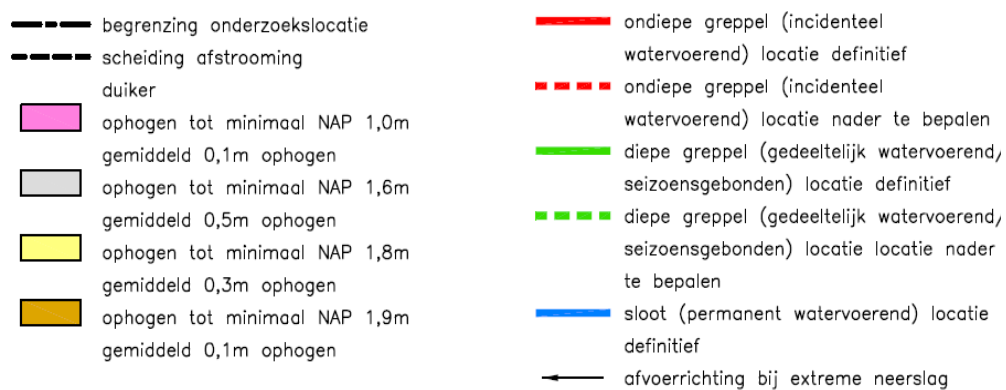 begrenzing onderzoekslocatie
scheiding afstrooming
duiker
ophogen tot minimaal NAP 1,0m
gemiddeld 0,1m ophogen
ophogen tot minimaal NAP 1,6m
gemiddeld 0,5m ophogen
ophogen tot minimaal NAP 1,8m
gemiddeld 0,3m ophogen
ophogen tot minimaal NAP 1,9m
gemiddeld 0,1m ophogen
ondiepe greppel (incidenteel
watervoerend) locatie definitief
ondiepe greppel (incidenteel
watervoerend) locatie nader te bepalen
diepe greppel (gedeeltelijk watervoerend/
seizoensgebonden) locatie definitief
diepe greppel (gedeeltelijk watervoerend/
seizoensgebonden) locatie locatie nader
te bepalen
sloot (permanent watervoerend) locatie
definitief
afvoerrichting bij extreme neerslag